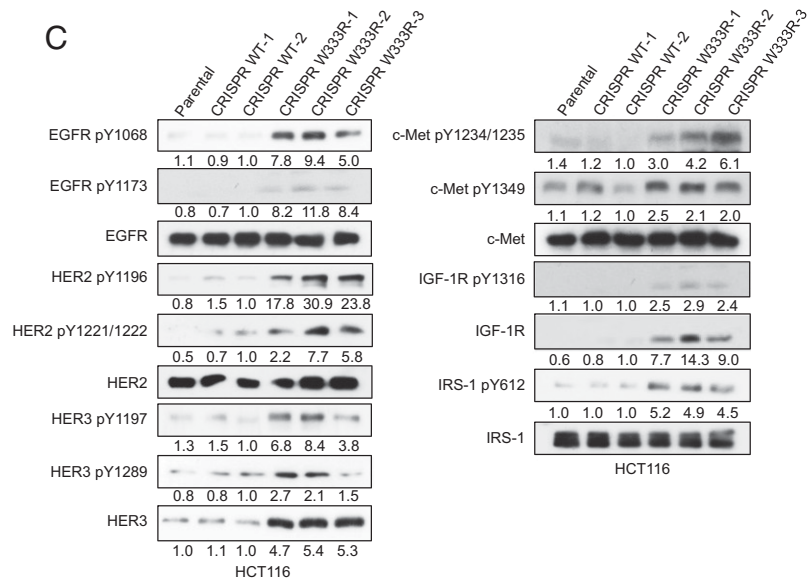 C
Parental
CRISPR WT-1
CRISPR WT-2
CRISPR W333R-1
CRISPR W333R-2
CRISPR W333R-3
EGFR pY1068
1.1 0.9 1.0 7.8 9.4 5.0
EGFR pY1173
0.8 0.7 1.0 8.2 11.8 8.4
EGFR
HER2 pY1196
0.8 1.5 1.0 17.8 30.9 23.8
HER2 pY1221/1222
0.5 0.7 1.0 2.2 7.7 5.8
HER2
HER3 pY1197
1.3 1.5 1.0 6.8 8.4 3.8
HER3 pY1289
0.8 0.8 1.0 2.7 2.1 1.5
HER3
1.0 1.1 1.0 4.7 5.4 5.3
HCT116
Parental
CRISPR WT-1
CRISPR WT-2
CRISPR W333R-1
CRISPR W333R-2
CRISPR W333R-3
c-Met pY1234/1235
1.4 1.2 1.0 3.0 4.2 6.1
c-Met pY1349
1.1 1.2 1.0 2.5 2.1 2.0
c-Met
IGF-1R pY1316
1.1 1.0 1.0 2.5 2.9 2.4
IGF-1R
0.6 0.8 1.0 7.7 14.3 9.0
IRS-1 pY612
1.0 1.0 1.0 5.2 4.9 4.5
IRS-1
HCT116